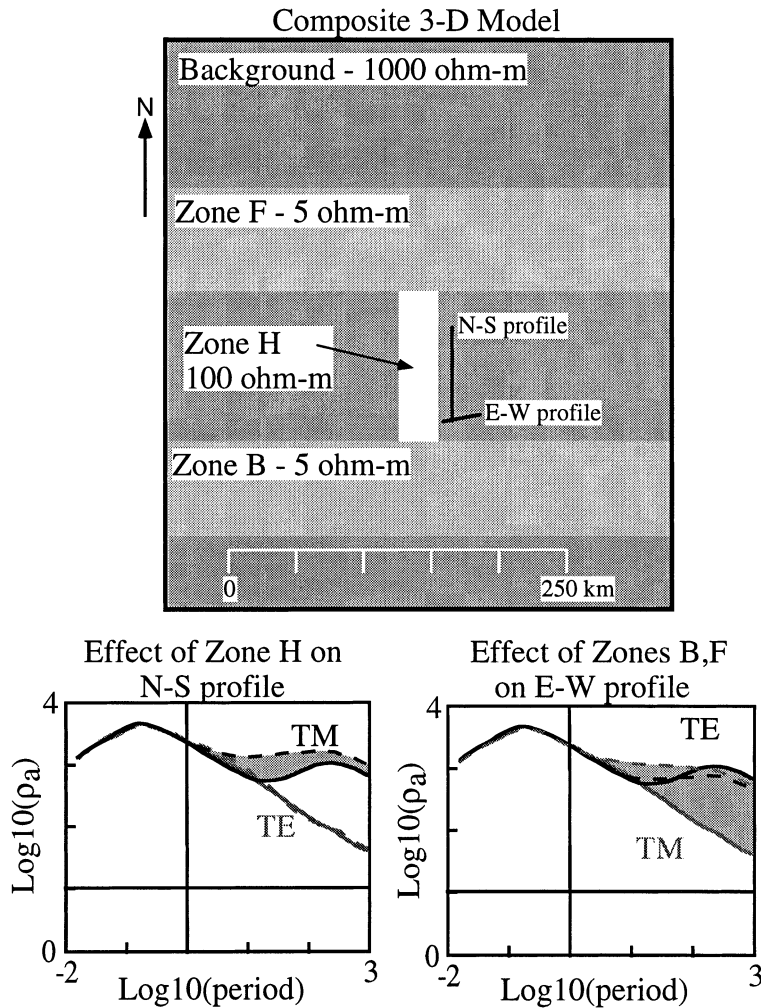 Composite 3-D Model
Background - 1000 ohm-m
N
Zone F - 5 ohm-m
N-S profile
Zone H
100 ohm-m
E-W profile
Zone B - 5 ohm-m
0
250 km
Effect of Zone H on
N-S profile
4
TM
TE
Log10(ρa)
0
-2
3
Log10(period)
Effect of Zones B,F
on E-W profile
4
TE
TM
Log10(ρa)
0
-2
3
Log10(period)